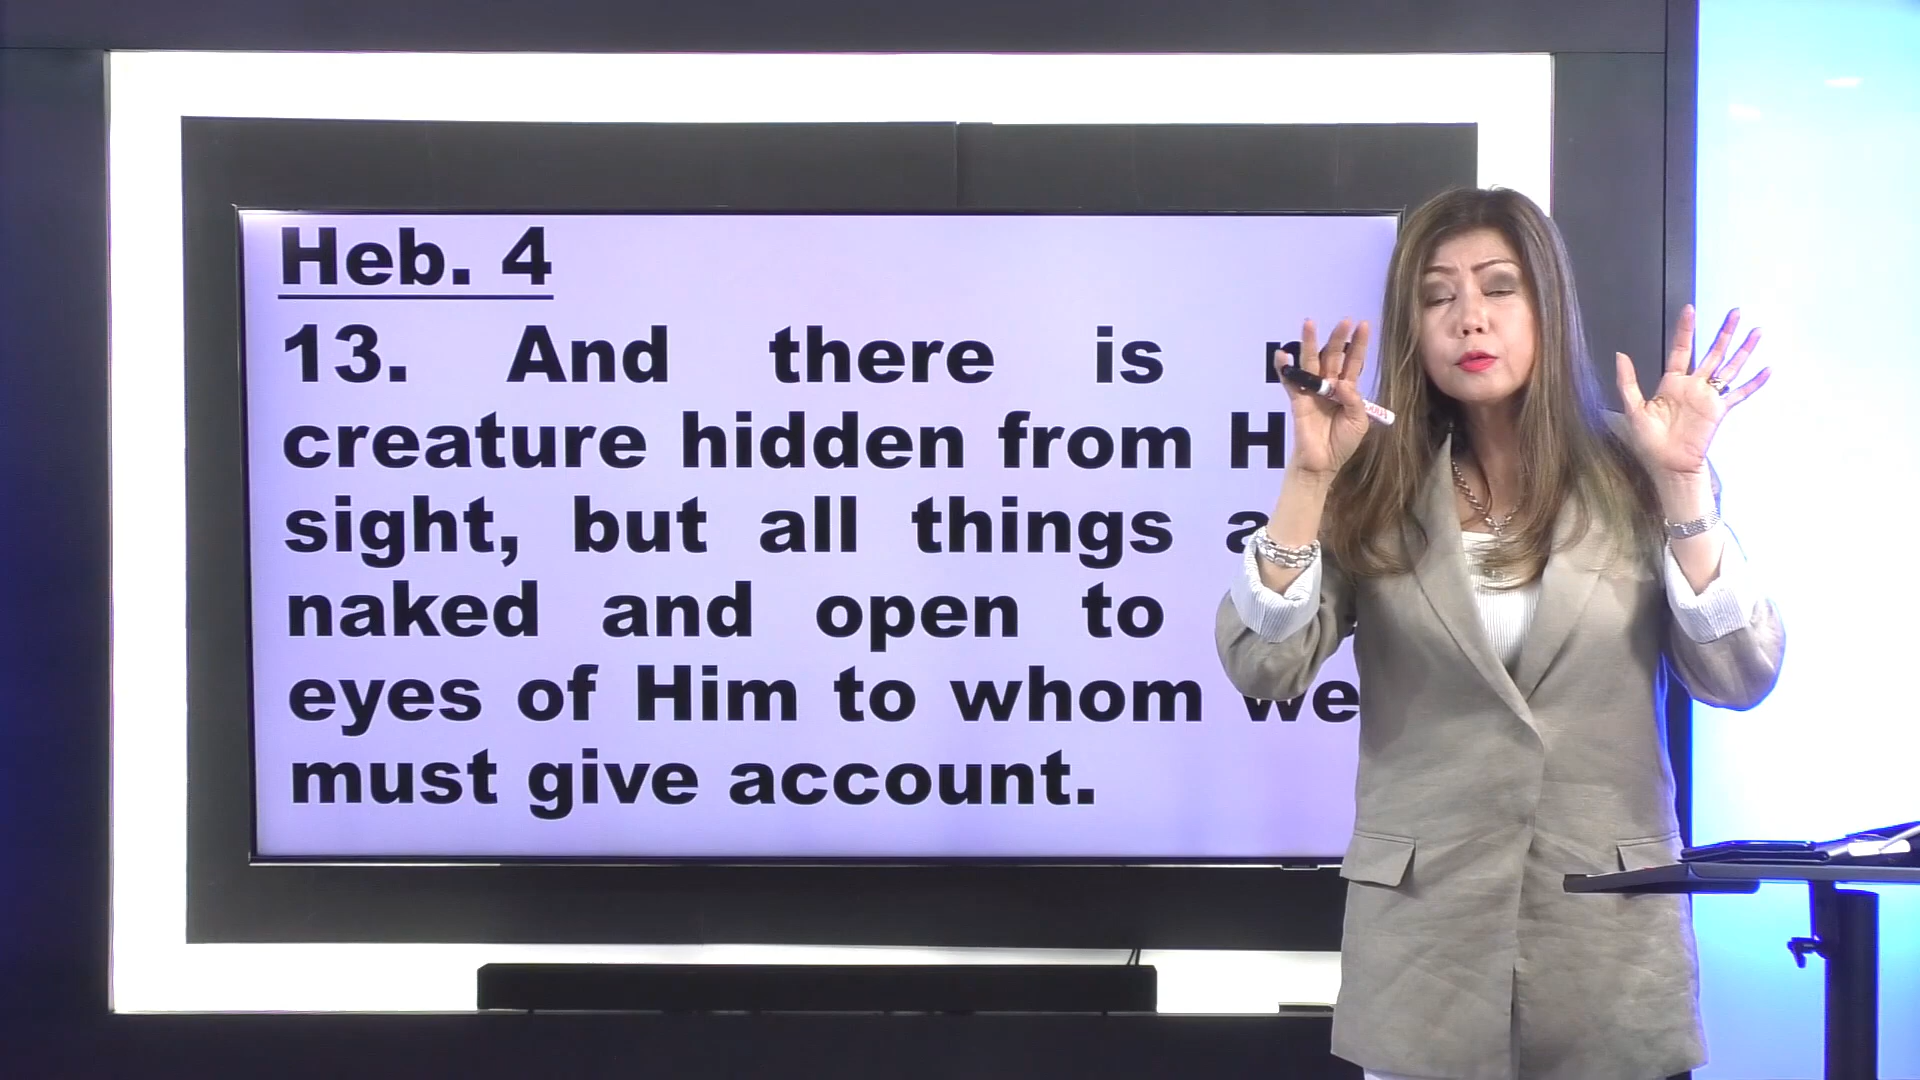 Heb. 4
13. And there is
creature hidden from
sight, but all things
naked and open to
eyes of Him to whom we
must give account.